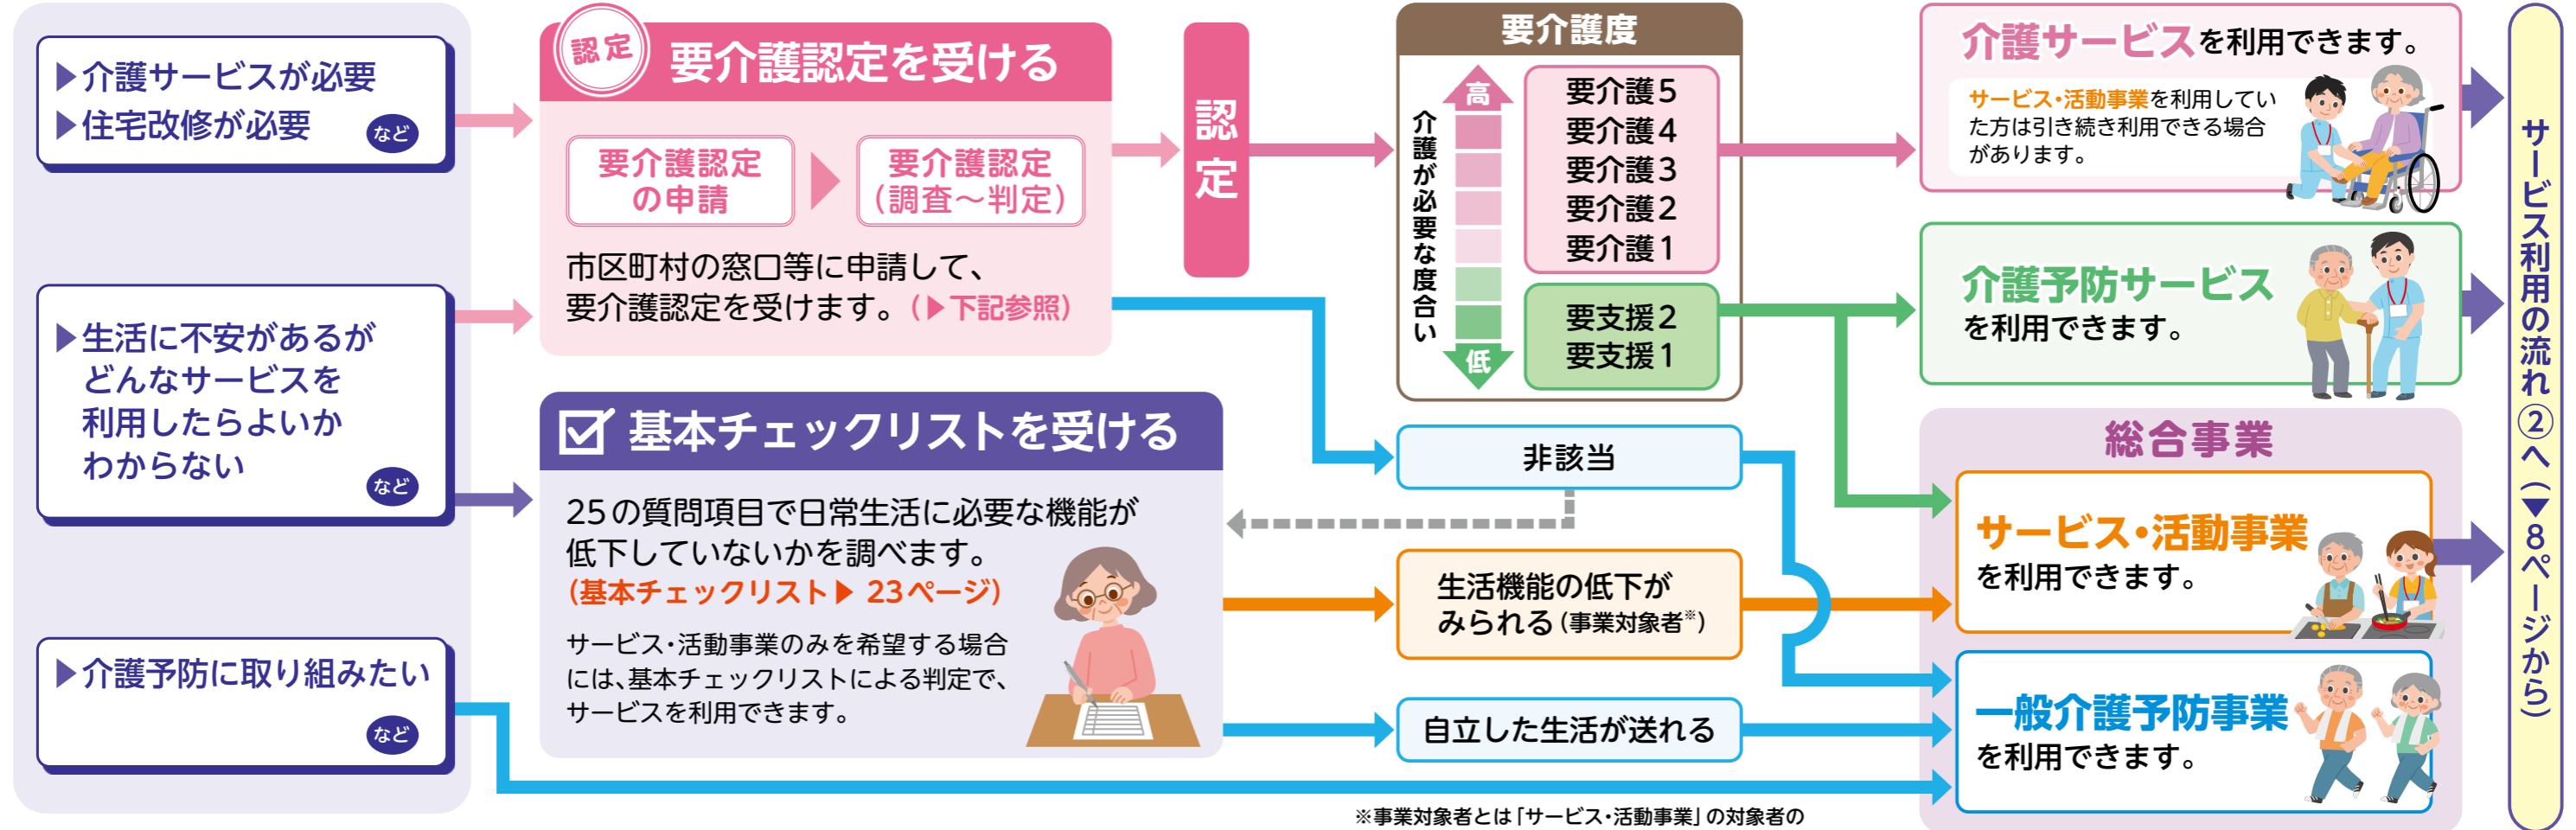 ▶介護サービスが必要
▶住宅改修が必要
など
▶生活に不安があるが
どんなサービスを
利用したらよいか
わからない
など
▶介護予防に取り組みたい
など
認定
要介護認定を受ける
要介護認定
の申請
要介護認定
(調査～判定)
市区町村の窓口等に申請して、
要介護認定を受けます。(▶下記参照)
基本チェックリストを受ける
25の質問項目で日常生活に必要な機能が
低下していないかを調べます。
(基本チェックリスト▶ 23ページ)
サービス・活動事業のみを希望する場合
には、基本チェックリストによる判定で、
サービスを利用できます。
認定
要介護度
介護が必要な度合い
高
低
要介護5
要介護4
要介護3
要介護2
要介護1
要支援2
要支援1
非該当
生活機能の低下が
みられる(事業対象者※)
自立した生活が送れる
※事業対象者とは「サービス・活動事業」の対象者の
介護サービスを利用できます。
サービス・活動事業を利用してい
た方は引き続き利用できる場合
があります。
介護予防サービス
を利用できます。
総合事業
サービス・活動事業
を利用できます。
一般介護予防事業
を利用できます。
サービス利用の流れ②へ(▼8ページから)